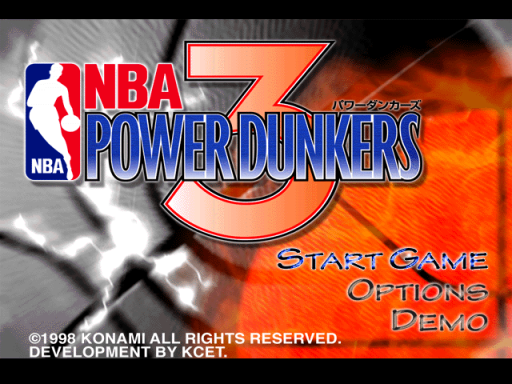 NBA
3
パワーダンカーズ
NBA
POWER DUNKERS
START GAME
OPTIONS
DEMO
©1998 KONAMI ALL RIGHTS RESERVED.
DEVELOPMENT BY KCET.